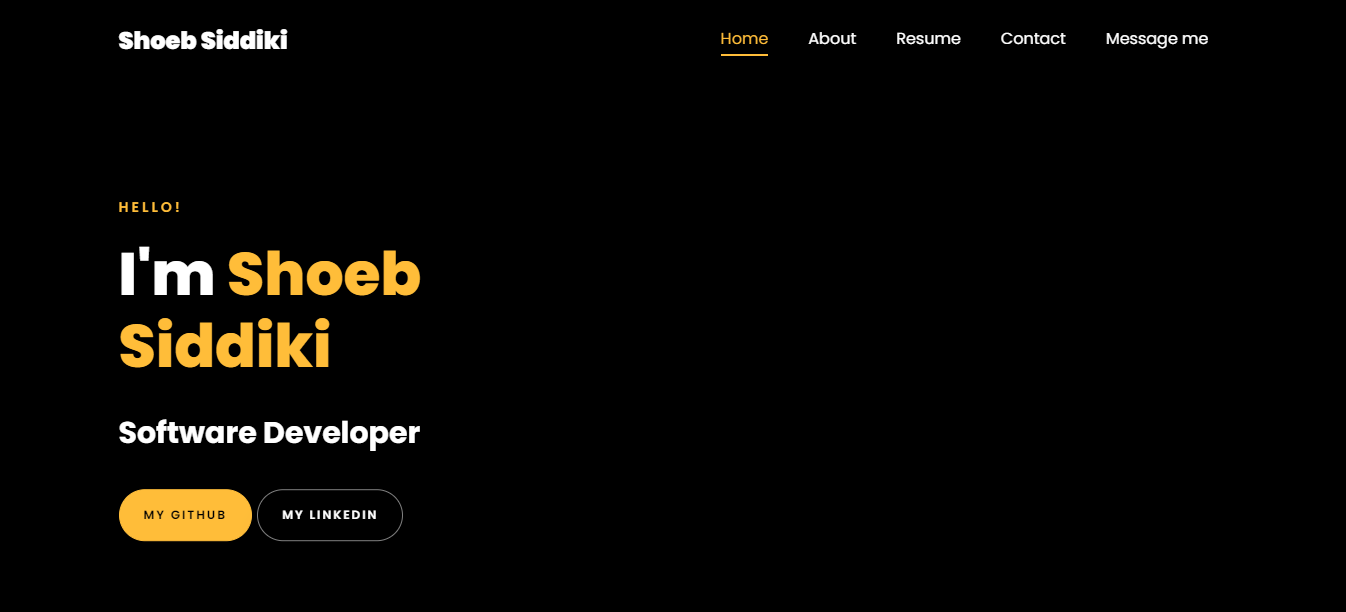 Shoeb Siddiki
Home About Resume Contact Message me
HELLO!
I'm Shoeb
Siddiki
Software Developer
MY GITHUB MY LINKEDIN